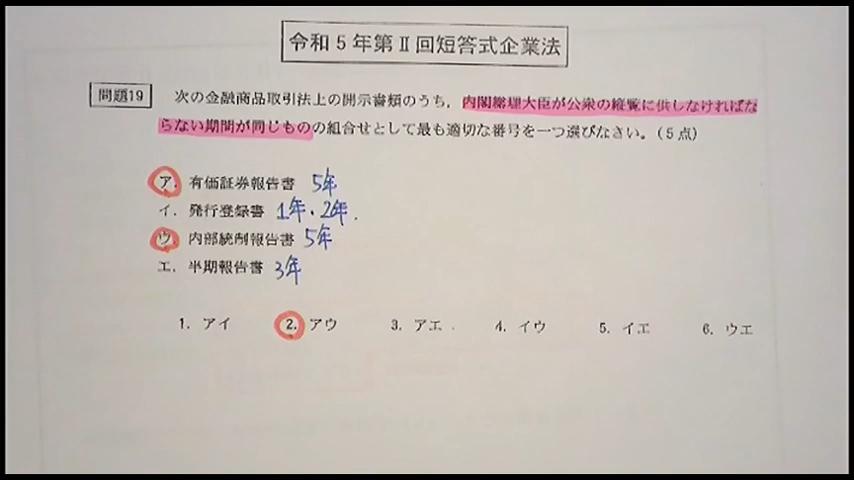 令和5年第Ⅱ回短答式企業法
問題19 次の金融商品取引法上の開示書類のうち，内閣総理大臣が公衆の縦覧に供しなければな
らない期間が同じものの組合せとして最も適切な番号を一つ選びなさい。（5点）
ア．有価証券報告書 5年
イ．発行登録書 1年・2年．
ウ．内部統制報告書 5年
エ．半期報告書 3年
1．アイ 2．アウ 3．アエ 4．イウ 5．イエ 6．ウエ